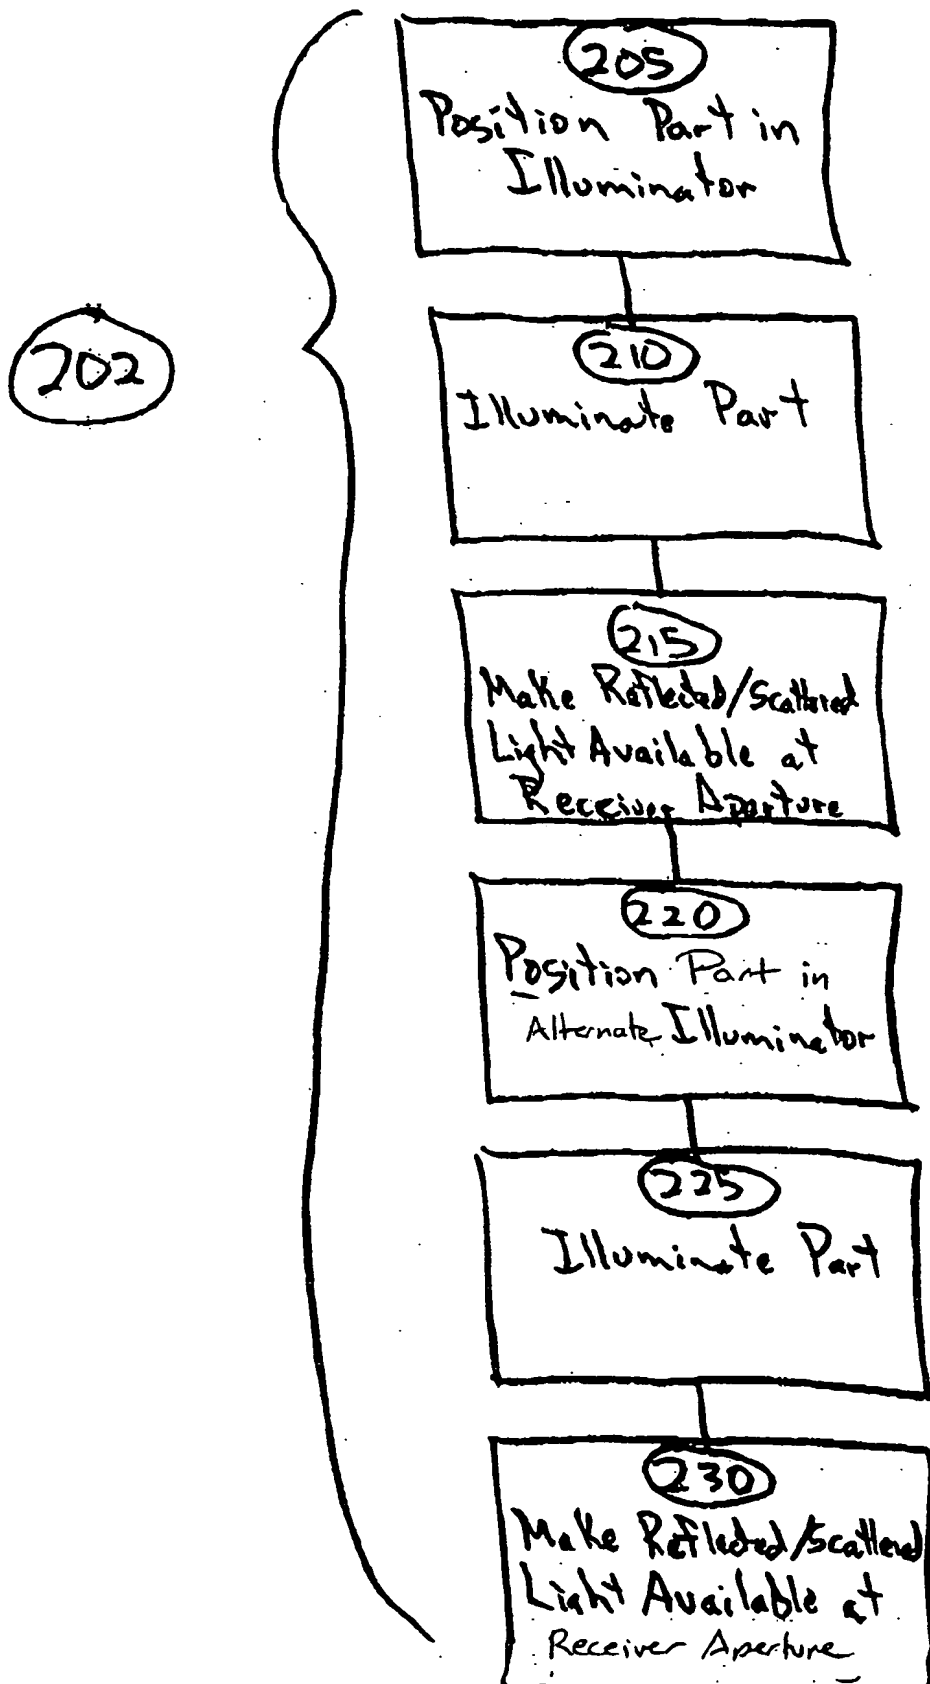 205
Position Part in
Illuminator
202
210
Illuminate Part
215
Make Reflected/Scattered
Light Available at
Receiver Aperture
220
Position Part in
Alternate Illuminator
225
Illuminate Part
230
Make Reflected/Scattered
Light Available at
Receiver Aperture